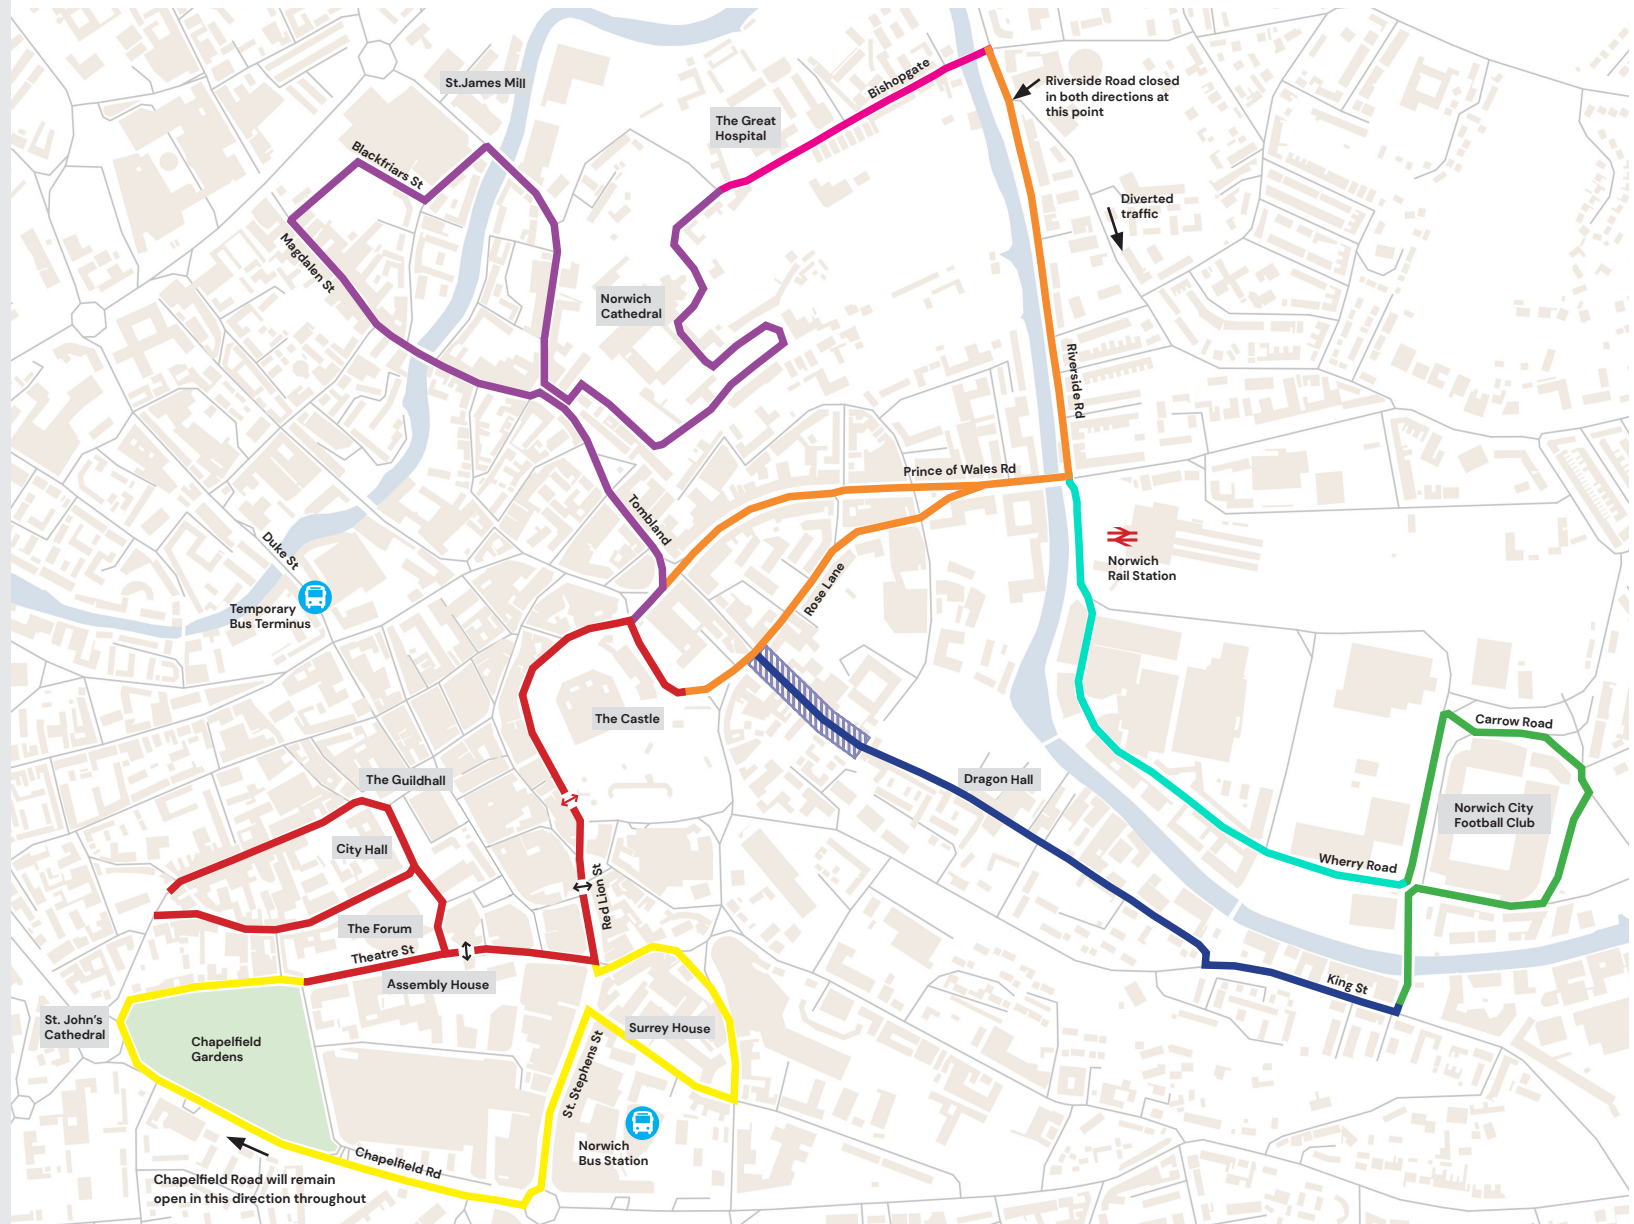 St.James Mill
Bishopgate
Riverside Road closed
in both directions at
this point
The Great
Hospital
Blackfriars St
Diverted
traffic
Magdalen St
Norwich
Cathedral
Riverside Rd
Prince of Wales Rd
Tombland
Duke St
Norwich
Rail Station
Rose Lane
Temporary
Bus Terminus
The Castle
Carrow Road
The Guildhall
Dragon Hall
Norwich City
Football Club
City Hall
Wherry Road
Red Lion St
The Forum
Theatre St
Assembly House
King St
St. John's
Cathedral
Surrey House
Chapelfield
Gardens
St. Stephens St
Norwich
Bus Station
Chapelfield Rd
Chapelfield Road will remain
open in this direction throughout